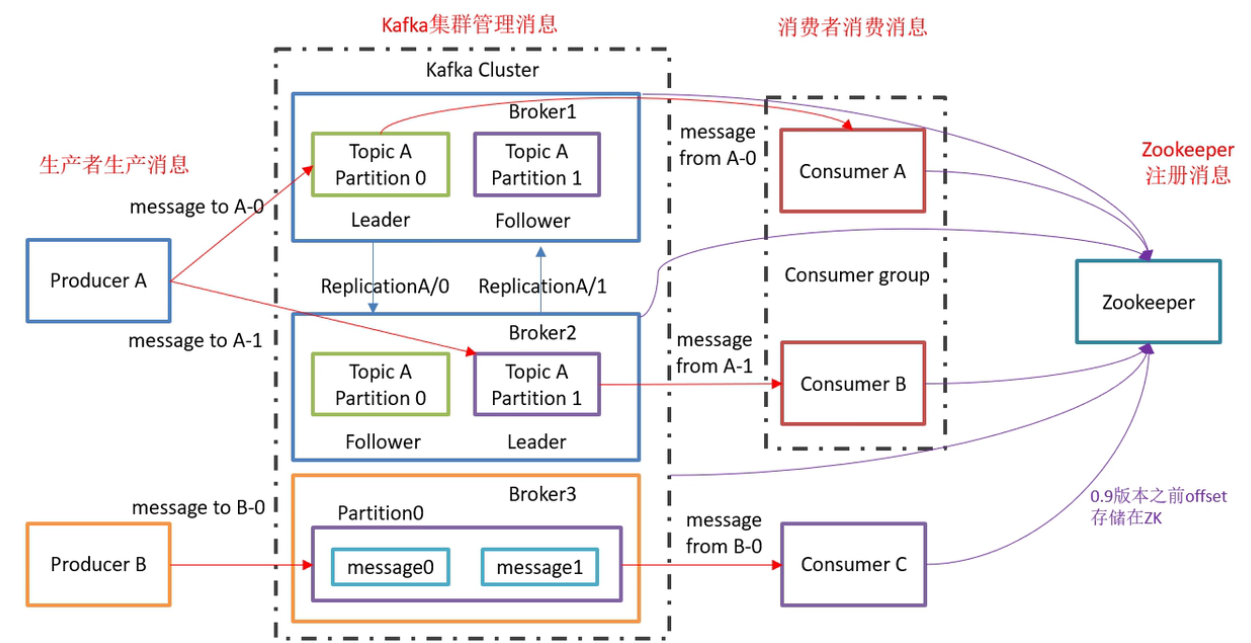 Kafka集群管理消息
消费者消费消息
Kafka Cluster
Broker1
Topic A
Partition 0
Topic A
Partition 1
Leader
Follower
生产者生产消息
message to A-0
Producer A
message to A-1
ReplicationA/0
ReplicationA/1
Broker2
Topic A
Partition 0
Topic A
Partition 1
Follower
Leader
message
from A-0
Consumer A
Consumer group
message
from A-1
Consumer B
Zookeeper
注册消息
Zookeeper
message to B-0
Producer B
Broker3
Partition0
message0
message1
message
from B-0
Consumer C
0.9版本之前offset
存储在ZK